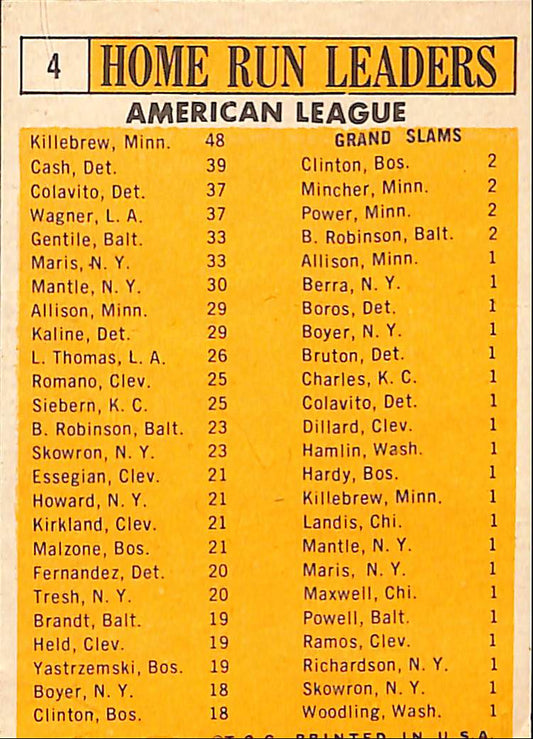 4
HOME RUN LEADERS
AMERICAN LEAGUE
Killebrew, Minn. 48
Cash, Det. 39
Colavito, Det. 37
Wagner, L. A. 37
Gentile, Balt. 33
Maris, N. Y. 33
Mantle, N. Y. 30
Allison, Minn. 29
Kaline, Det. 29
L. Thomas, L. A. 26
Romano, Clev. 25
Siebern, K. C. 25
B. Robinson, Balt. 23
Skowron, N. Y. 23
Essegian, Clev. 21
Howard, N. Y. 21
Kirkland, Clev. 21
Malzone, Bos. 21
Fernandez, Det. 20
Tresh, N. Y. 20
Brandt, Balt. 19
Held, Clev. 19
Yastrzemski, Bos. 19
Boyer, N. Y. 18
Clinton, Bos. 18
GRAND SLAMS
Clinton, Bos. 2
Mincher, Minn. 2
Power, Minn. 2
B. Robinson, Balt. 2
Allison, Minn. 1
Berra, N. Y. 1
Boros, Det. 1
Boyer, N. Y. 1
Bruton, Det. 1
Charles, K. C. 1
Colavito, Det. 1
Dillard, Clev. 1
Hamlin, Wash. 1
Hardy, Bos. 1
Killebrew, Minn. 1
Landis, Chi. 1
Mantle, N. Y. 1
Maris, N. Y. 1
Maxwell, Chi. 1
Powell, Balt. 1
Ramos, Clev. 1
Richardson, N. Y. 1
Skowron, N. Y. 1
Woodling, Wash. 1
PRINTED IN U.S.A.